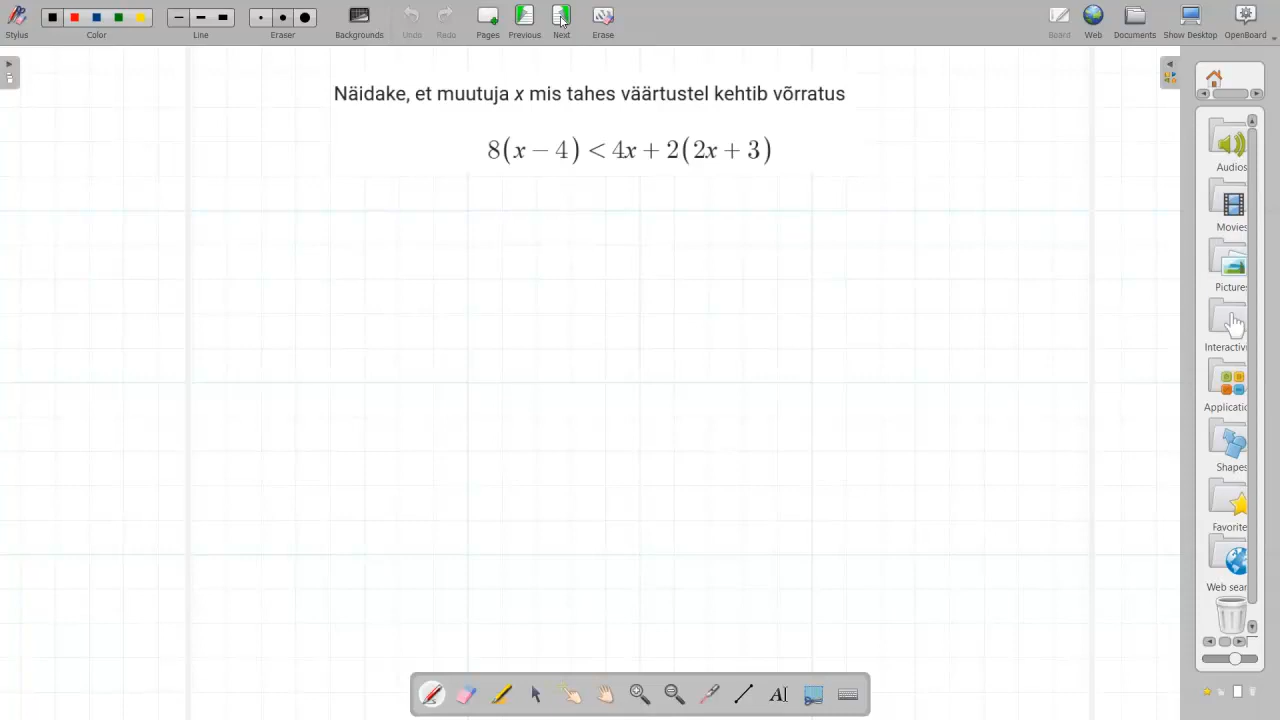 Stylus Color Line Eraser Backgrounds Undo Redo Pages Previous Next Erase Board Web Documents Show Desktop OpenBoard
Näidake, et muutuja x mis tahes väärtustel kehtib võrratus
8(x − 4) < 4x + 2(2x + 3)
Audios
Movies
Pictures
Interactivi
Applicatio
Shapes
Favorite
Web sear